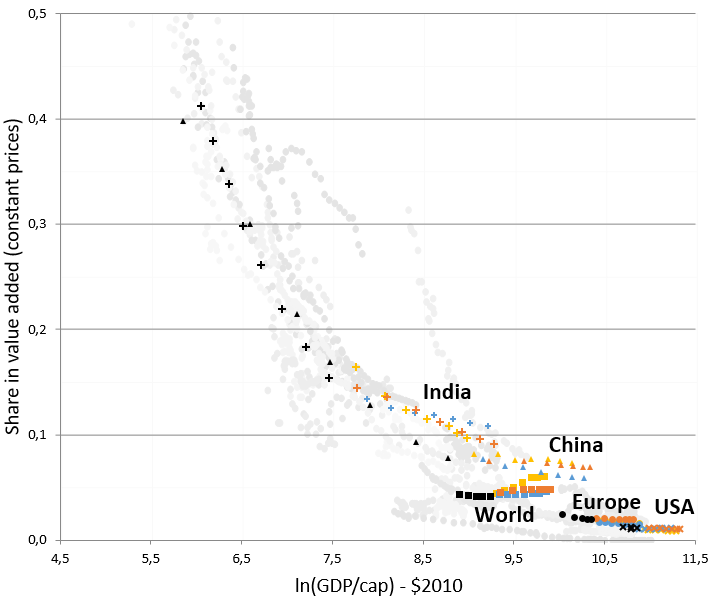 Share in value added (constant prices)
0,5
0,4
0,3
0,2
0,1
0,0
India
China
World
Europe
USA
4,5 5,5 6,5 7,5 8,5 9,5 10,5 11,5
ln(GDP/cap) - $2010